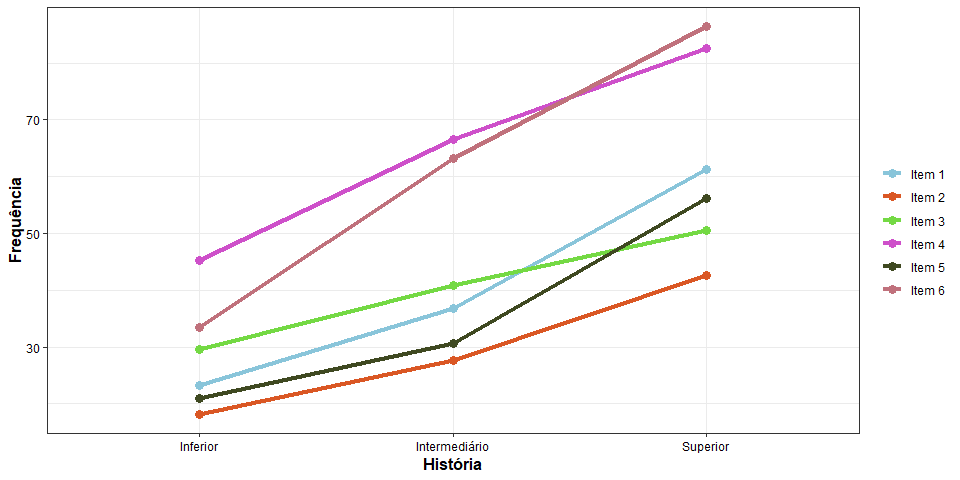 Frequência
70
50
30
Inferior
Intermediário
Superior
História
Item 1
Item 2
Item 3
Item 4
Item 5
Item 6